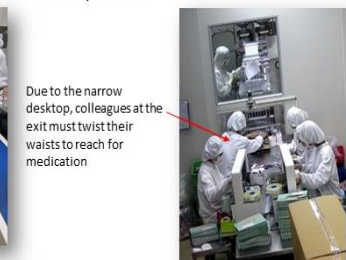 Due to the narrow
desktop, colleagues at the
exit must twist their
waists to reach for
medication